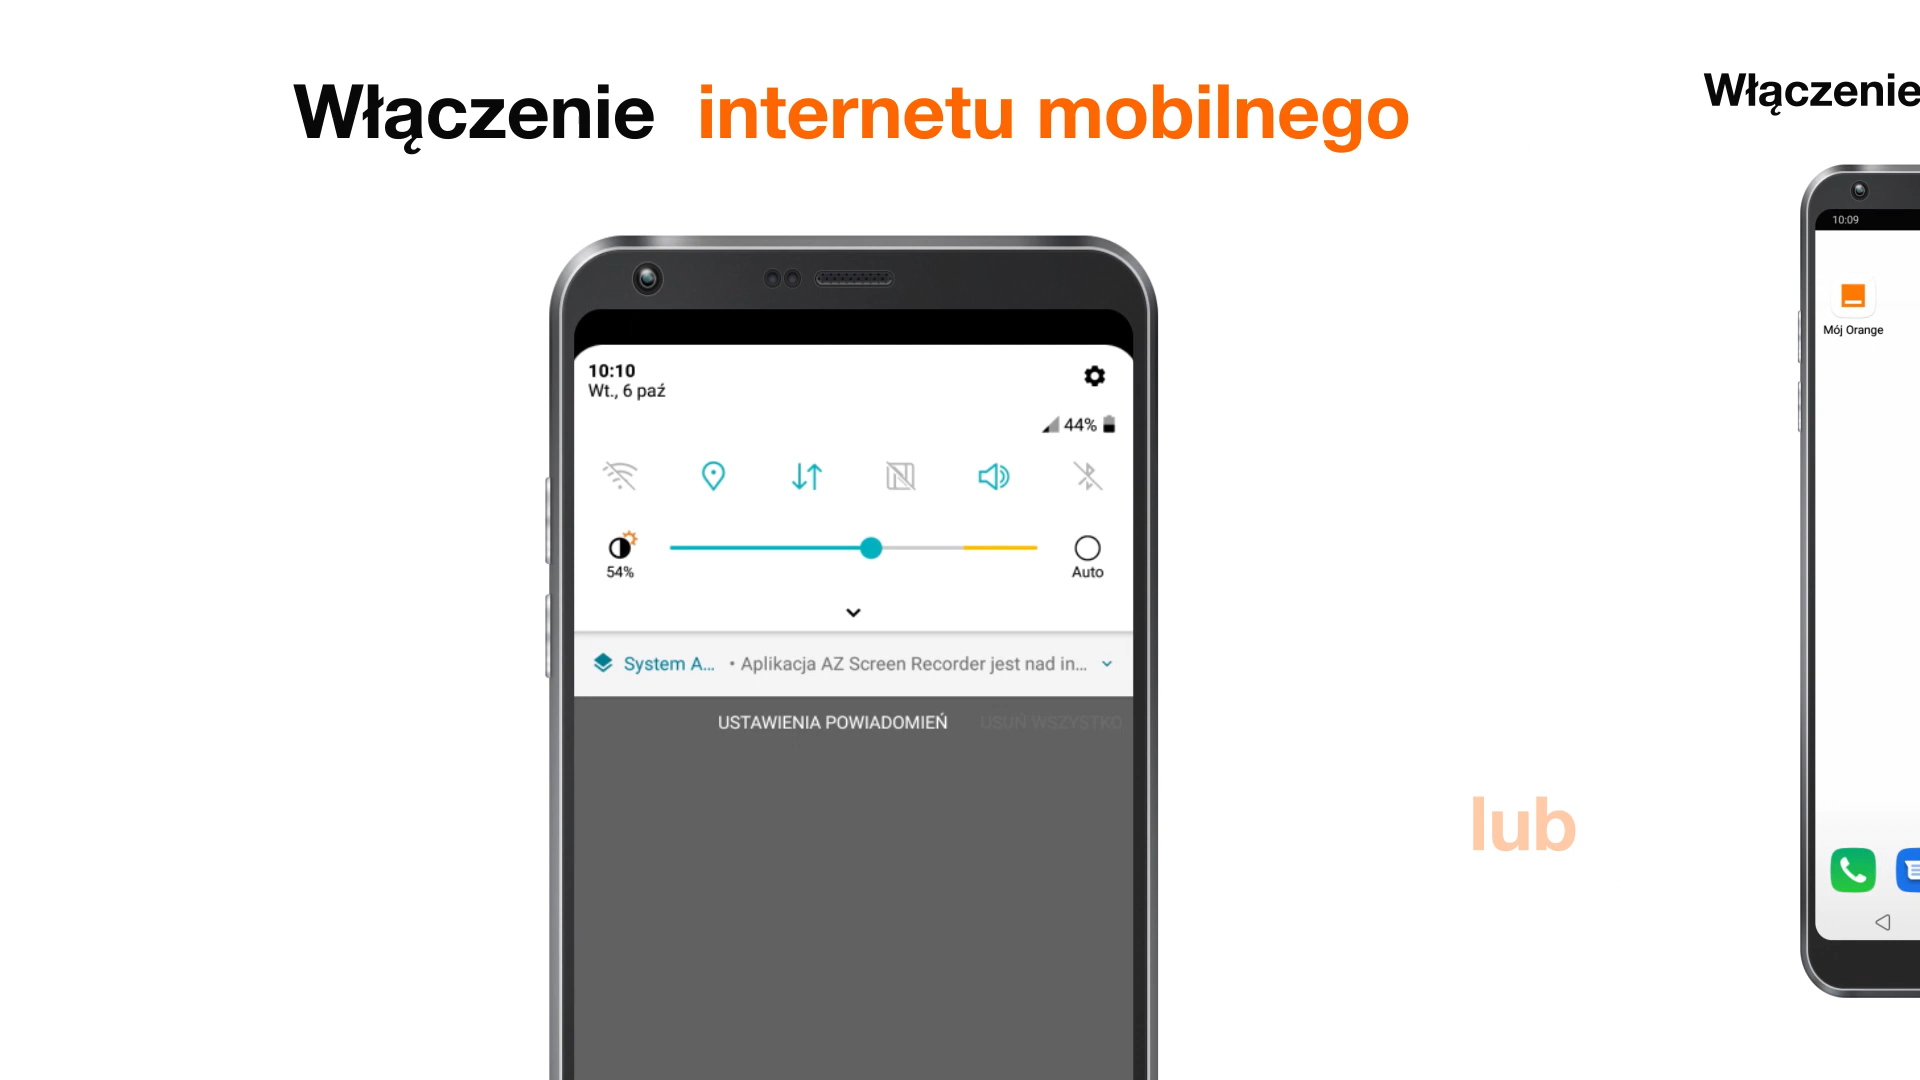 Włączenie internetu mobilnego
10:10
Wt., 6 paź
44%
54%
Auto
System A... • Aplikacja AZ Screen Recorder jest nad in...
USTAWIENIA POWIADOMIEŃ USUŃ WSZYSTKO
lub
Włączenie
10:09
Mój Orange